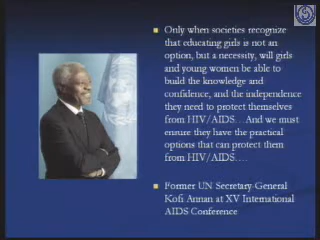 Only when societies recognize
that educating girls is not an
option, but a necessity, will girls
and young women be able to
build the knowledge and
confidence, and the independence
they need to protect themselves
from HIV/AIDS…And we must
ensure they have the practical
options that can protect them
from HIV/AIDS….
Former UN Secretary-General
Kofi Annan at XV International
AIDS Conference